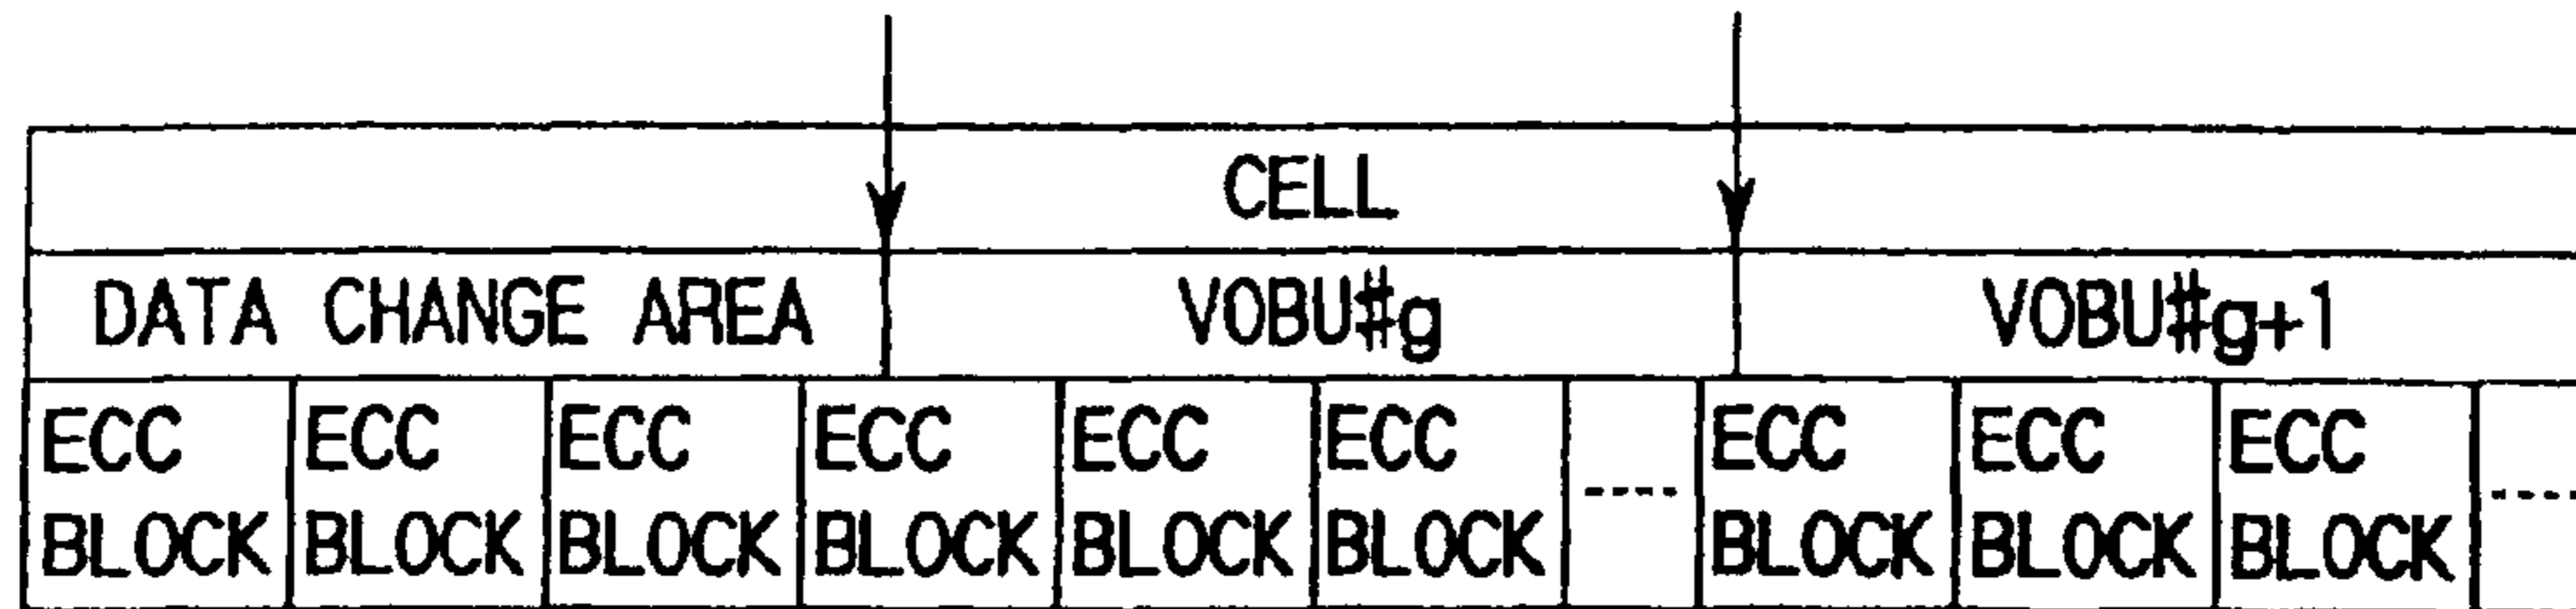 CELL
DATA CHANGE AREA VOBU#g VOBU#g+1
ECC ECC ECC ECC ECC ECC ECC ECC ECC
BLOCK BLOCK BLOCK BLOCK BLOCK BLOCK ---- BLOCK BLOCK BLOCK ----